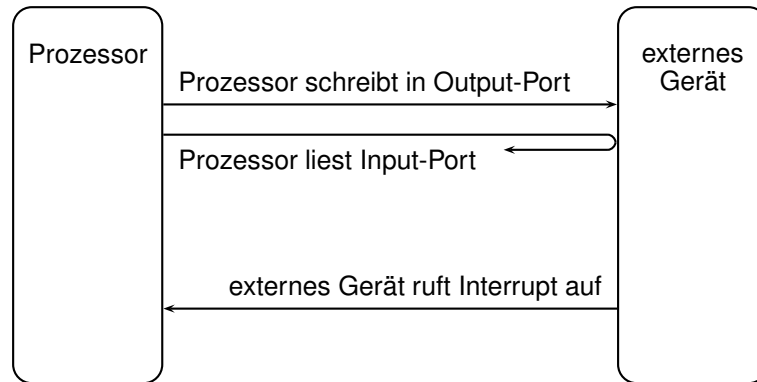 Prozessor
externes
Gerät
Prozessor schreibt in Output-Port
Prozessor liest Input-Port
externes Gerät ruft Interrupt auf